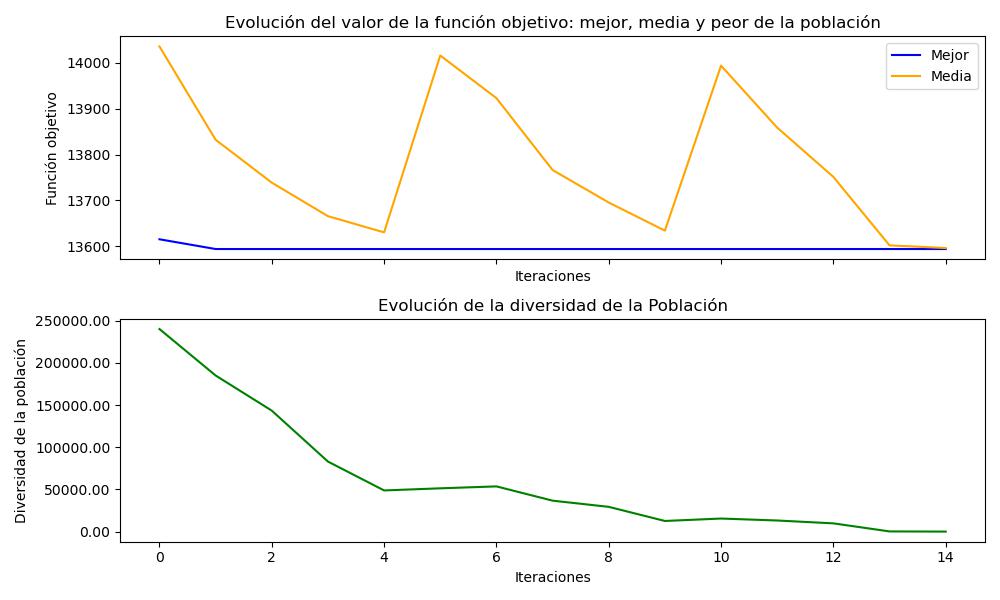 Evolución del valor de la función objetivo: mejor, media y peor de la población
Función objetivo
14000
13900
13800
13700
13600
Mejor
Media
Iteraciones
Evolución de la diversidad de la Población
Diversidad de la población
250000.00
200000.00
150000.00
100000.00
50000.00
0.00
0 2 4 6 8 10 12 14
Iteraciones